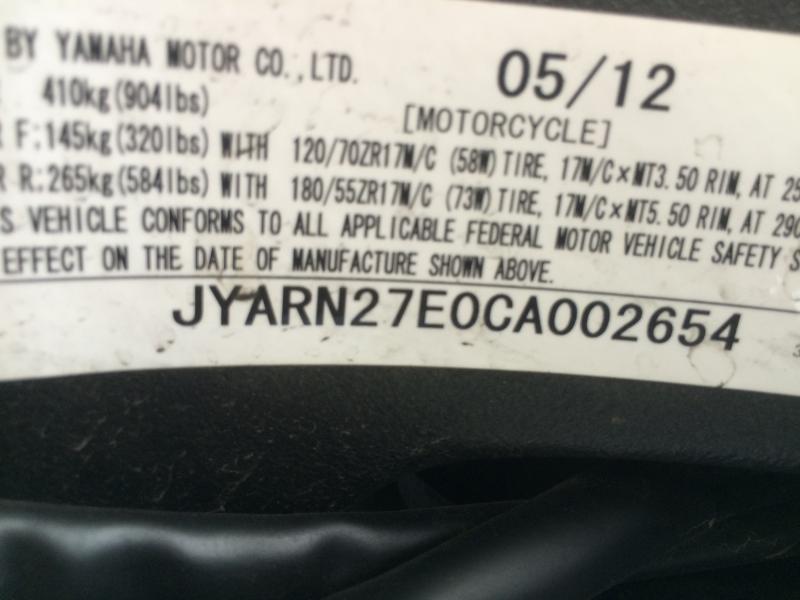 BY YAMAHA MOTOR CO.,LTD.
05/12
410kg(904lbs)
[MOTORCYCLE]
R F:145kg(320lbs) WITH 120/70ZR17M/C (58W)TIRE, 17M/C×MT3.50 RIM, AT 25
R R:265kg(584lbs) WITH 180/55ZR17M/C (73W)TIRE, 17M/C×MT5.50 RIM, AT 290
S VEHICLE CONFORMS TO ALL APPLICABLE FEDERAL MOTOR VEHICLE SAFETY S
EFFECT ON THE DATE OF MANUFACTURE SHOWN ABOVE.
JYARN27E0CA002654